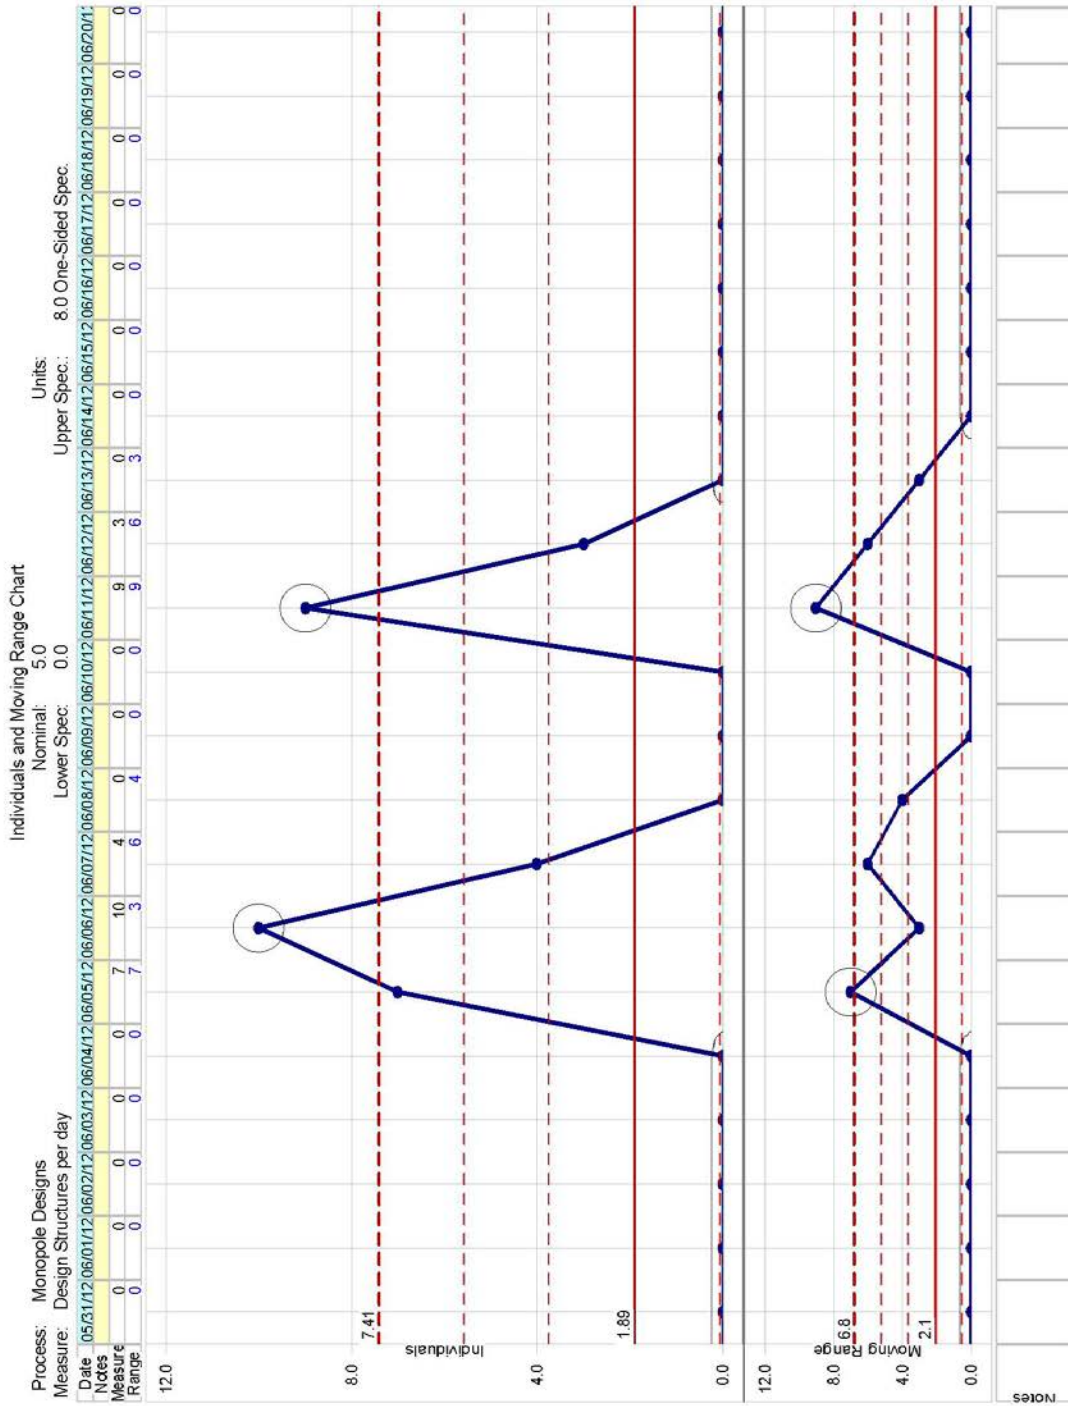 Individuals and Moving Range Chart
Process: Monopole Designs Nominal: 5.0 Units:
Measure: Design Structures per day Lower Spec: 0.0 Upper Spec.: 8.0 One-Sided Spec.
Date 05/31/12 06/01/12 06/02/12 06/03/12 06/04/12 06/05/12 06/06/12 06/07/12 06/08/12 06/09/12 06/10/12 06/11/12 06/12/12 06/13/12 06/14/12 06/15/12 06/16/12 06/17/12 06/18/12 06/19/12 06/20/1
Notes
Measure 0 0 0 0 0 7 10 4 0 0 0 9 3 0 0 0 0 0 0 0 0
Range 0 0 0 0 0 7 3 6 4 0 0 9 6 3 0 0 0 0 0 0 0
12.0
8.0
7.41
Individuals
4.0
1.89
0.0
12.0
8.0
6.8
Moving Range
4.0
2.1
0.0
Notes